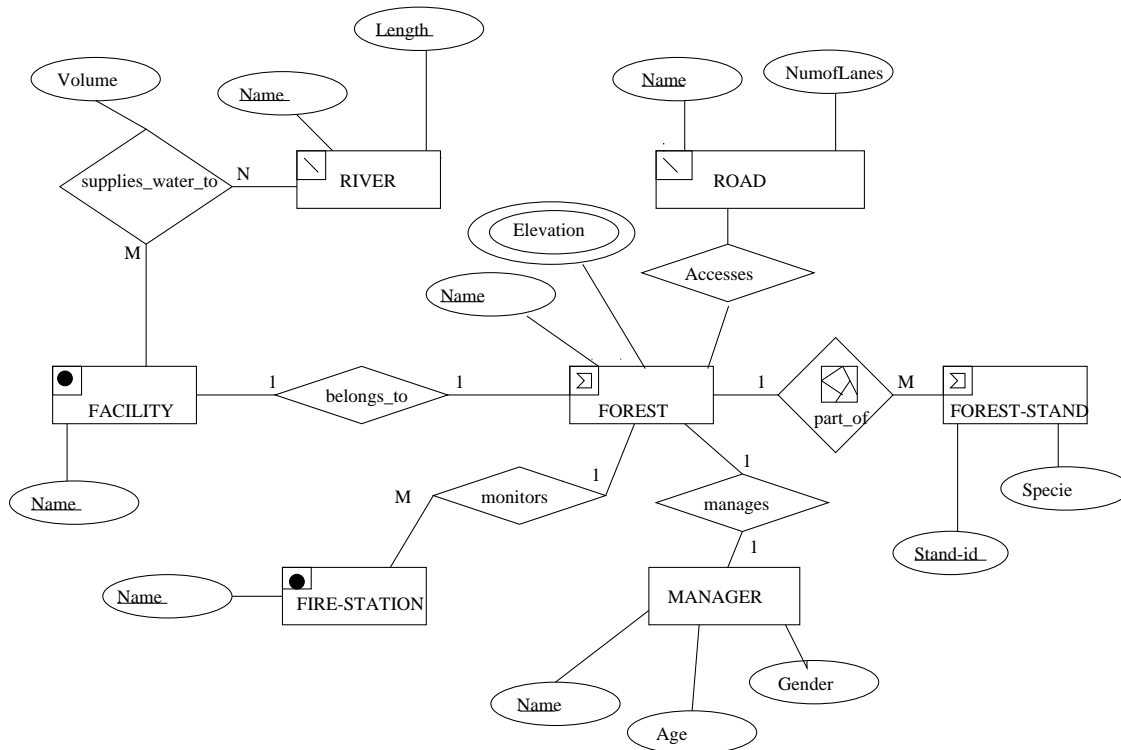 Length
Volume
Name
Name
NumofLanes
supplies_water_to
N
RIVER
ROAD
M
Elevation
Accesses
Name
FACILITY
1
belongs_to
1
FOREST
1
part_of
M
FOREST-STAND
Name
M
monitors
1
1
manages
Specie
Stand-id
1
Name
FIRE-STATION
MANAGER
Name
Age
Gender